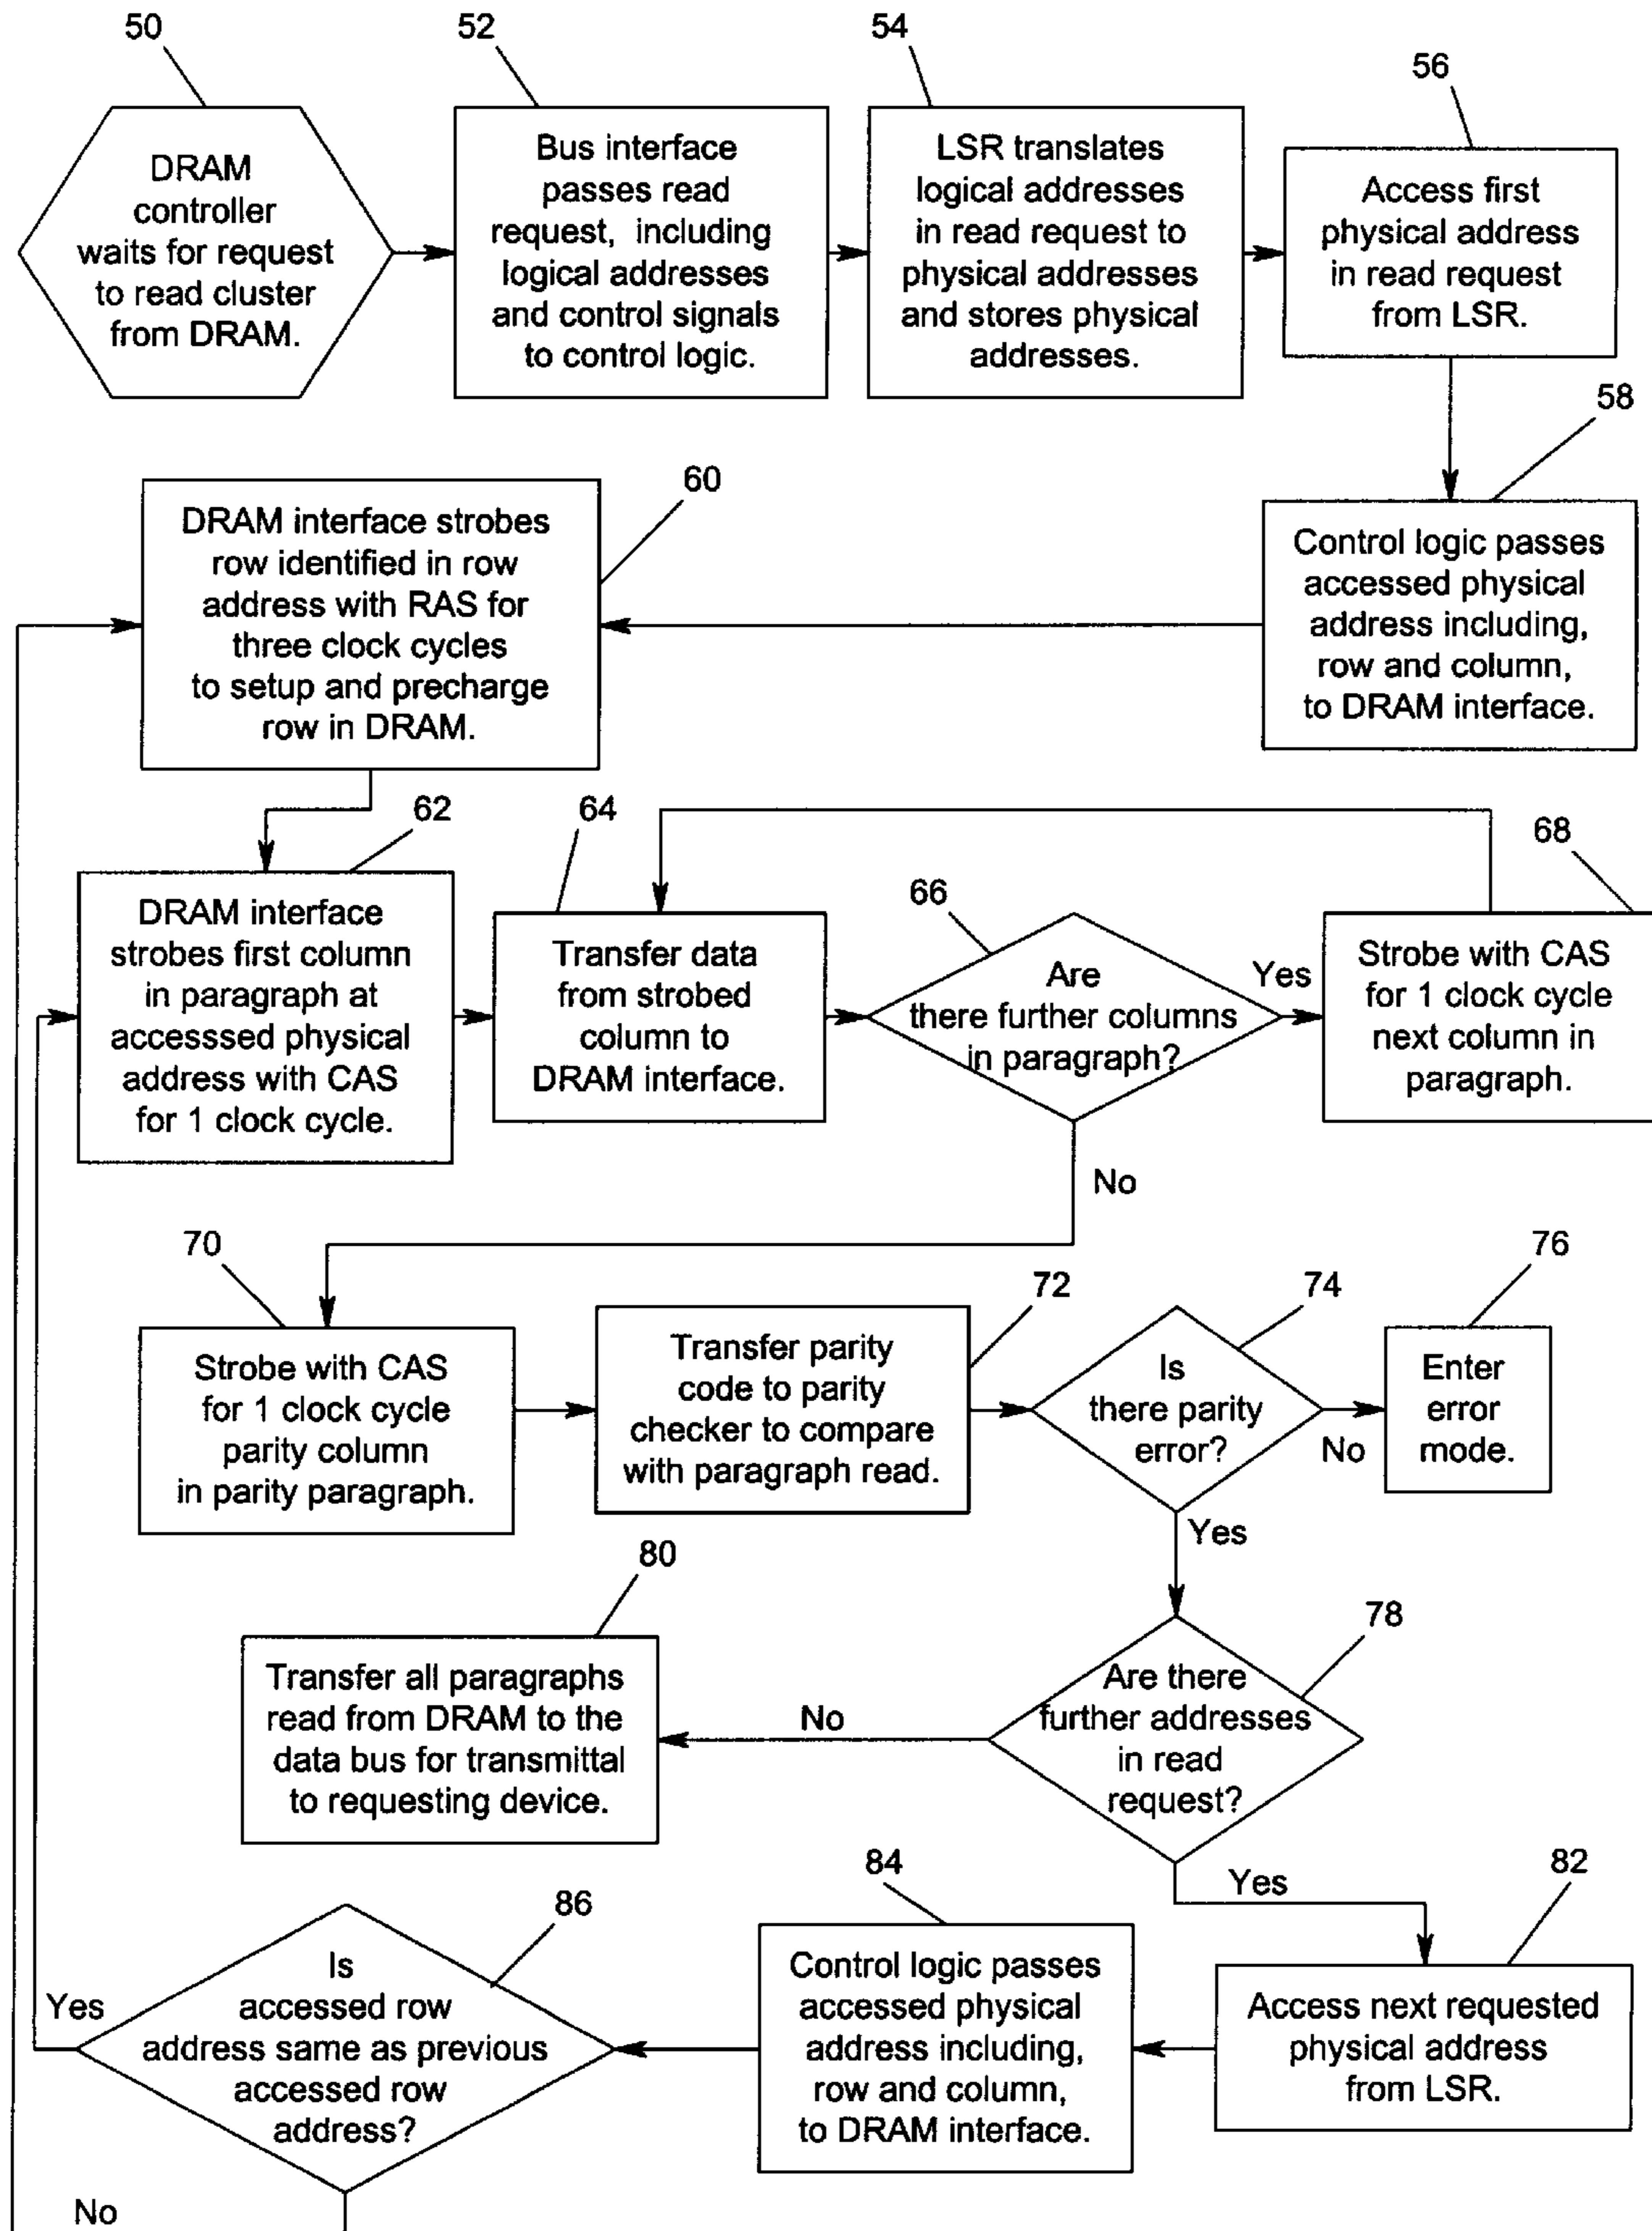 50
DRAM
controller
waits for request
to read cluster
from DRAM.
52
Bus interface
passes read
request, including
logical addresses
and control signals
to control logic.
54
LSR translates
logical addresses
in read request to
physical addresses
and stores physical
addresses.
56
Access first
physical address
in read request
from LSR.
58
Control logic passes
accessed physical
address including,
row and column,
to DRAM interface.
60
DRAM interface strobes
row identified in row
address with RAS for
three clock cycles
to setup and precharge
row in DRAM.
62
DRAM interface
strobes first column
in paragraph at
accesssed physical
address with CAS
for 1 clock cycle.
64
Transfer data
from strobed
column to
DRAM interface.
66
Are
there further columns
in paragraph?
Yes
No
68
Strobe with CAS
for 1 clock cycle
next column in
paragraph.
70
Strobe with CAS
for 1 clock cycle
parity column
in parity paragraph.
72
Transfer parity
code to parity
checker to compare
with paragraph read.
74
Is
there parity
error?
No
Yes
76
Enter
error
mode.
78
Are there
further addresses
in read
request?
No
Yes
80
Transfer all paragraphs
read from DRAM to the
data bus for transmittal
to requesting device.
82
Access next requested
physical address
from LSR.
84
Control logic passes
accessed physical
address including,
row and column,
to DRAM interface.
86
Is
accessed row
address same as previous
accessed row
address?
Yes
No